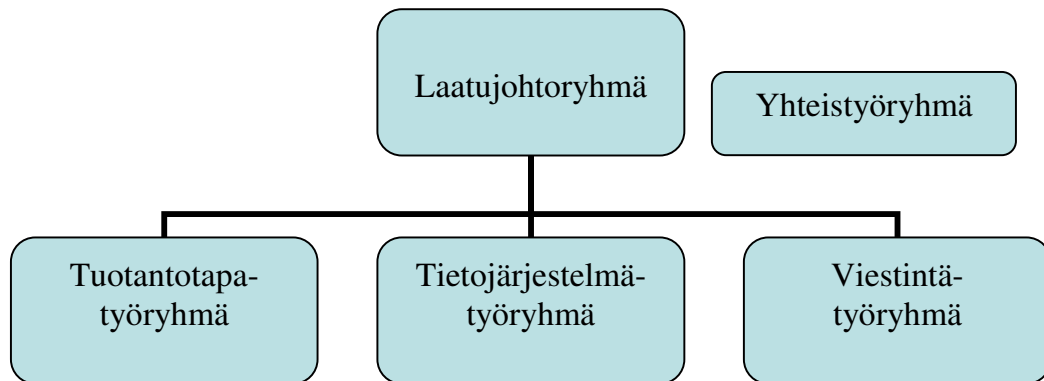 Laatujohtoryhmä
Yhteistyöryhmä
Tuotantotapa-
työryhmä
Tietojärjestelmä-
työryhmä
Viestintä-
työryhmä